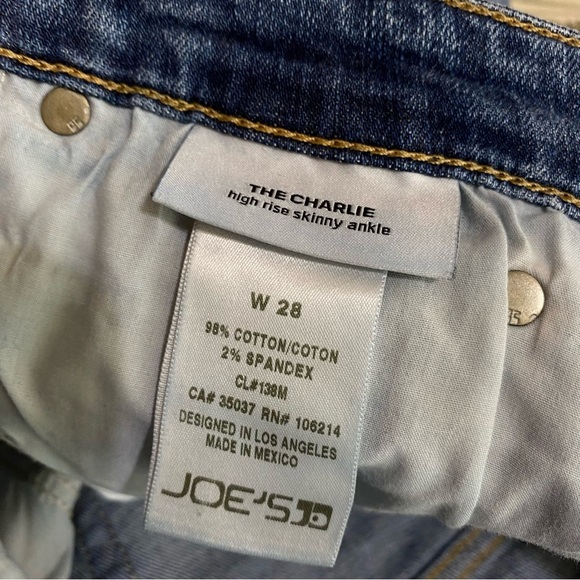 THE CHARLIE
high rise skinny ankle
W 28
98% COTTON/COTON
2% SPANDEX
CL#138M
CA# 35037 RN# 106214
DESIGNED IN LOS ANGELES
MADE IN MEXICO
JOE'S